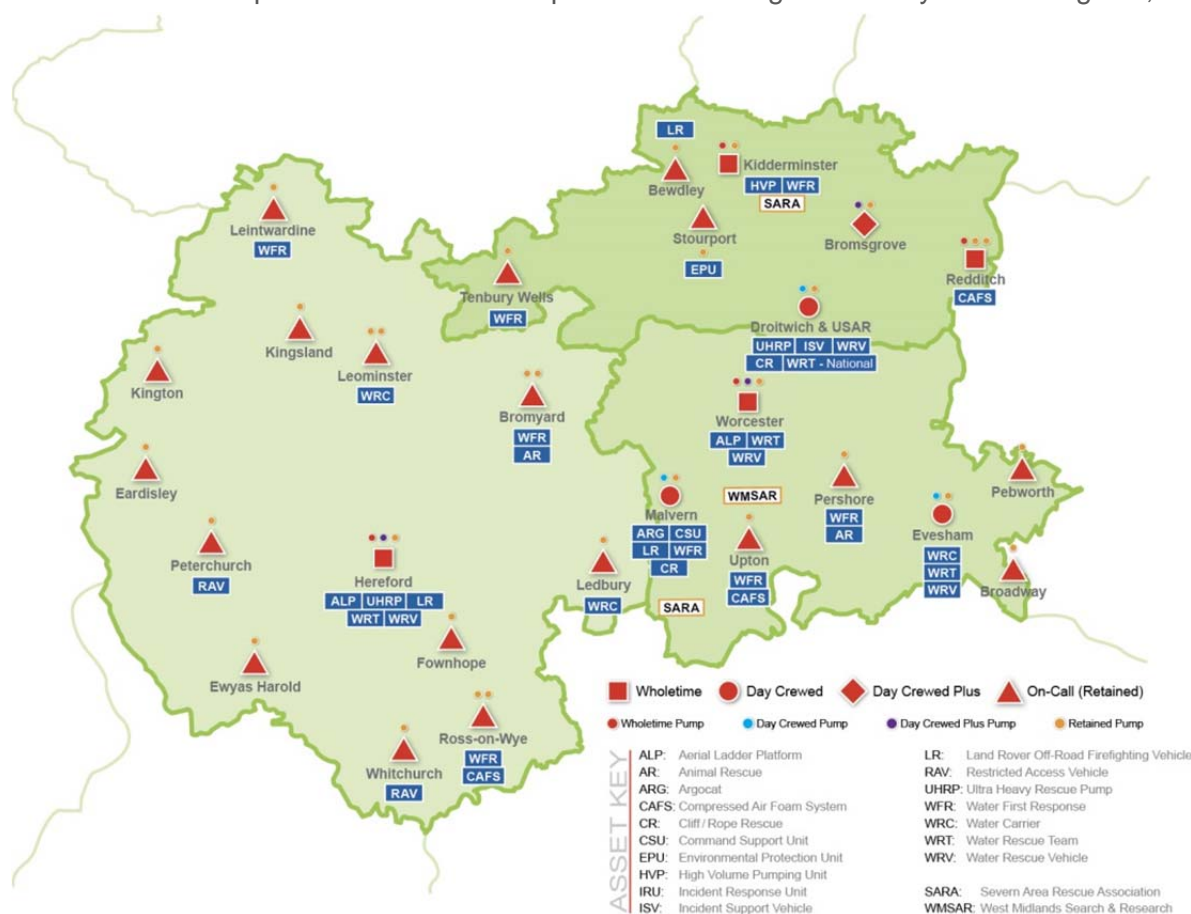 LR
Kidderminster
Bewdley
HVP WFR
SARA
Leintwardine
WFR
Stourport
EPU
Bromsgrove
Redditch
CAFS
Tenbury Wells
WFR
Droitwich & USAR
UHRP ISV WRV
CR WRT - National
Kingsland
Leominster
WRC
Kington
Bromyard
WFR
AR
Worcester
ALP WRT
WRV
Eardisley
WMSAR
Pershore
WFR
AR
Pebworth
Malvern
ARG CSU
LR WFR
CR
Evesham
WRC
WRT
WRV
Peterchurch
RAV
Hereford
ALP UHRP LR
WRT WRV
Ledbury
WRC
Upton
WFR
CAFS
Broadway
SARA
Fownhope
Ewyas Harold
Ross-on-Wye
WFR
CAFS
Whitchurch
RAV
Wholetime Day Crewed Day Crewed Plus On-Call (Retained)
Wholetime Pump Day Crewed Pump Day Crewed Plus Pump Retained Pump
ASSET KEY
ALP: Aerial Ladder Platform
AR: Animal Rescue
ARG: Argocat
CAFS: Compressed Air Foam System
CR: Cliff/Rope Rescue
CSU: Command Support Unit
EPU: Environmental Protection Unit
HVP: High Volume Pumping Unit
IRU: Incident Response Unit
ISV: Incident Support Vehicle
LR: Land Rover Off-Road Firefighting Vehicle
RAV: Restricted Access Vehicle
UHRP: Ultra Heavy Rescue Pump
WFR: Water First Response
WRC: Water Carrier
WRT: Water Rescue Team
WRV: Water Rescue Vehicle
SARA: Severn Area Rescue Association
WMSAR: West Midlands Search & Research